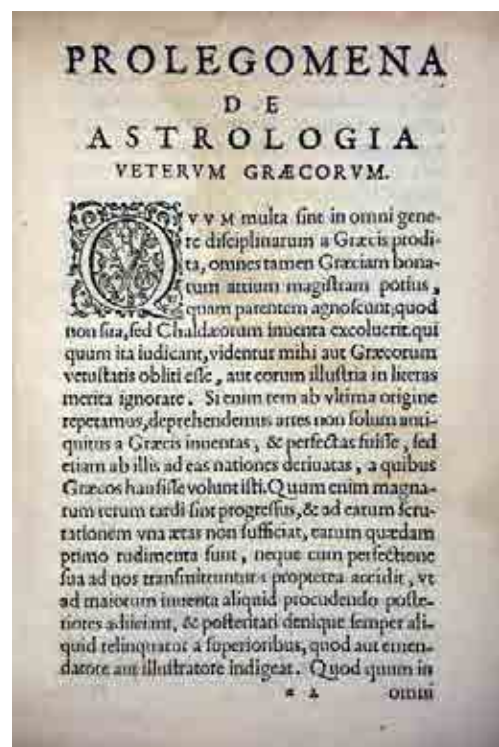 PROLEGOMENA
DE
ASTROLOGIA
VETERVM GRÆCORVM.
QVVM multa sint in omni gene-
re disciplinarum a Græcis prodi-
ta, omnes tamen Græciam bona-
rum artium magistram potius,
quam parentem agnoscunt: quod
non sua, sed Chaldæorum inuenta excoluerit. qui
quum ita iudicant, videntur mihi aut Græcorum
vetustatis obliti esse, aut eorum illustria in literas
merita ignorare. Si enim rem ab vltima origine
repetamus, deprehendemus artes non solum anti-
quitus a Græcis inuentas, & perfectas fuisse, sed
etiam ab illis ad eas nationes deriuatas, a quibus
Græcos hausisse volunt isti. Quum enim magna-
rum rerum tardi sint progressus, & ad earum scru-
tationem vna ætas non sufficiat, earum quædam
primo rudimenta sunt, neque cum perfectione
sua ad nos transmittuntur: propterea accidit, vt
ad maiorum inuenta aliquid procudendo poste-
riores adiiciant, & posteritati denique semper ali-
quid relinquatur a superioribus, quod aut emen-
datore aut illustratore indigeat. Quod quum in
* 2 omni